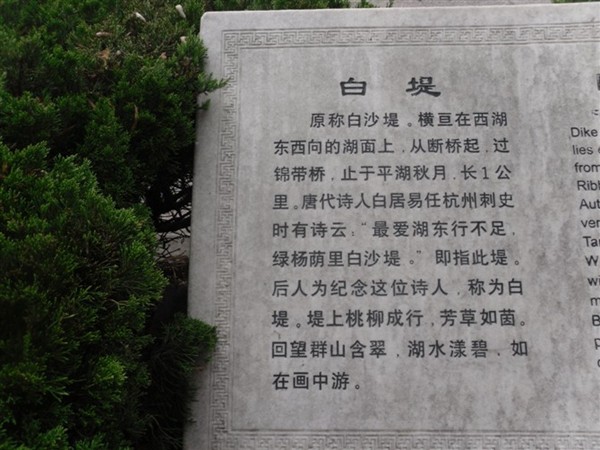 白堤
原称白沙堤。横亘在西湖
东西向的湖面上，从断桥起，过
锦带桥，止于平湖秋月，长1公
里。唐代诗人白居易任杭州刺史
时有诗云：“最爱湖东行不足，
绿杨荫里白沙堤。”即指此堤。
后人为纪念这位诗人，称为白
堤。堤上桃柳成行，芳草如茵。
回望群山含翠，湖水漾碧，如
在画中游。
Dike
lies
from
Ribb
Aut
ver
Tan
W
wi
m
B
p